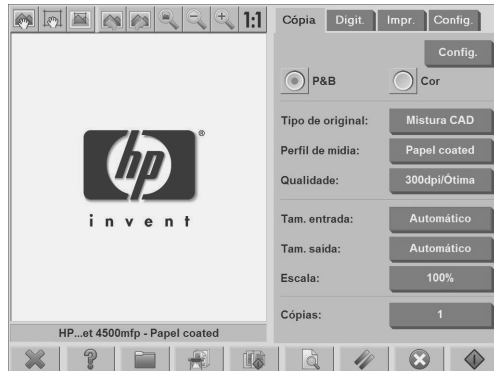 1:1
Cópia Digit. Impr. Config.
Config.
P&B Cor
Tipo de original: Mistura CAD
Perfil de mídia: Papel coated
Qualidade: 300dpi/Ótima
Tam. entrada: Automático
Tam. saída: Automático
Escala: 100%
Cópias: 1
hp®
invent
HP...et 4500mfp - Papel coated
?